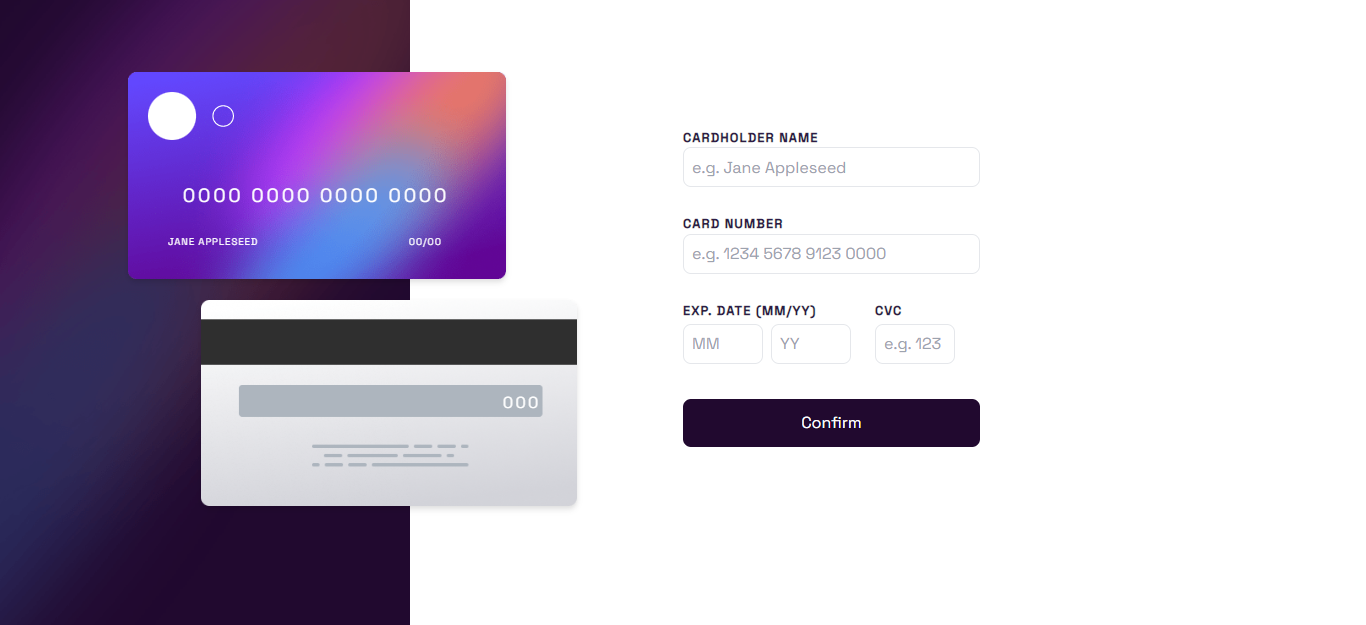 0000 0000 0000 0000
JANE APPLESEED 00/00
000
CARDHOLDER NAME
e.g. Jane Appleseed
CARD NUMBER
e.g. 1234 5678 9123 0000
EXP. DATE (MM/YY) CVC
MM YY e.g. 123
Confirm